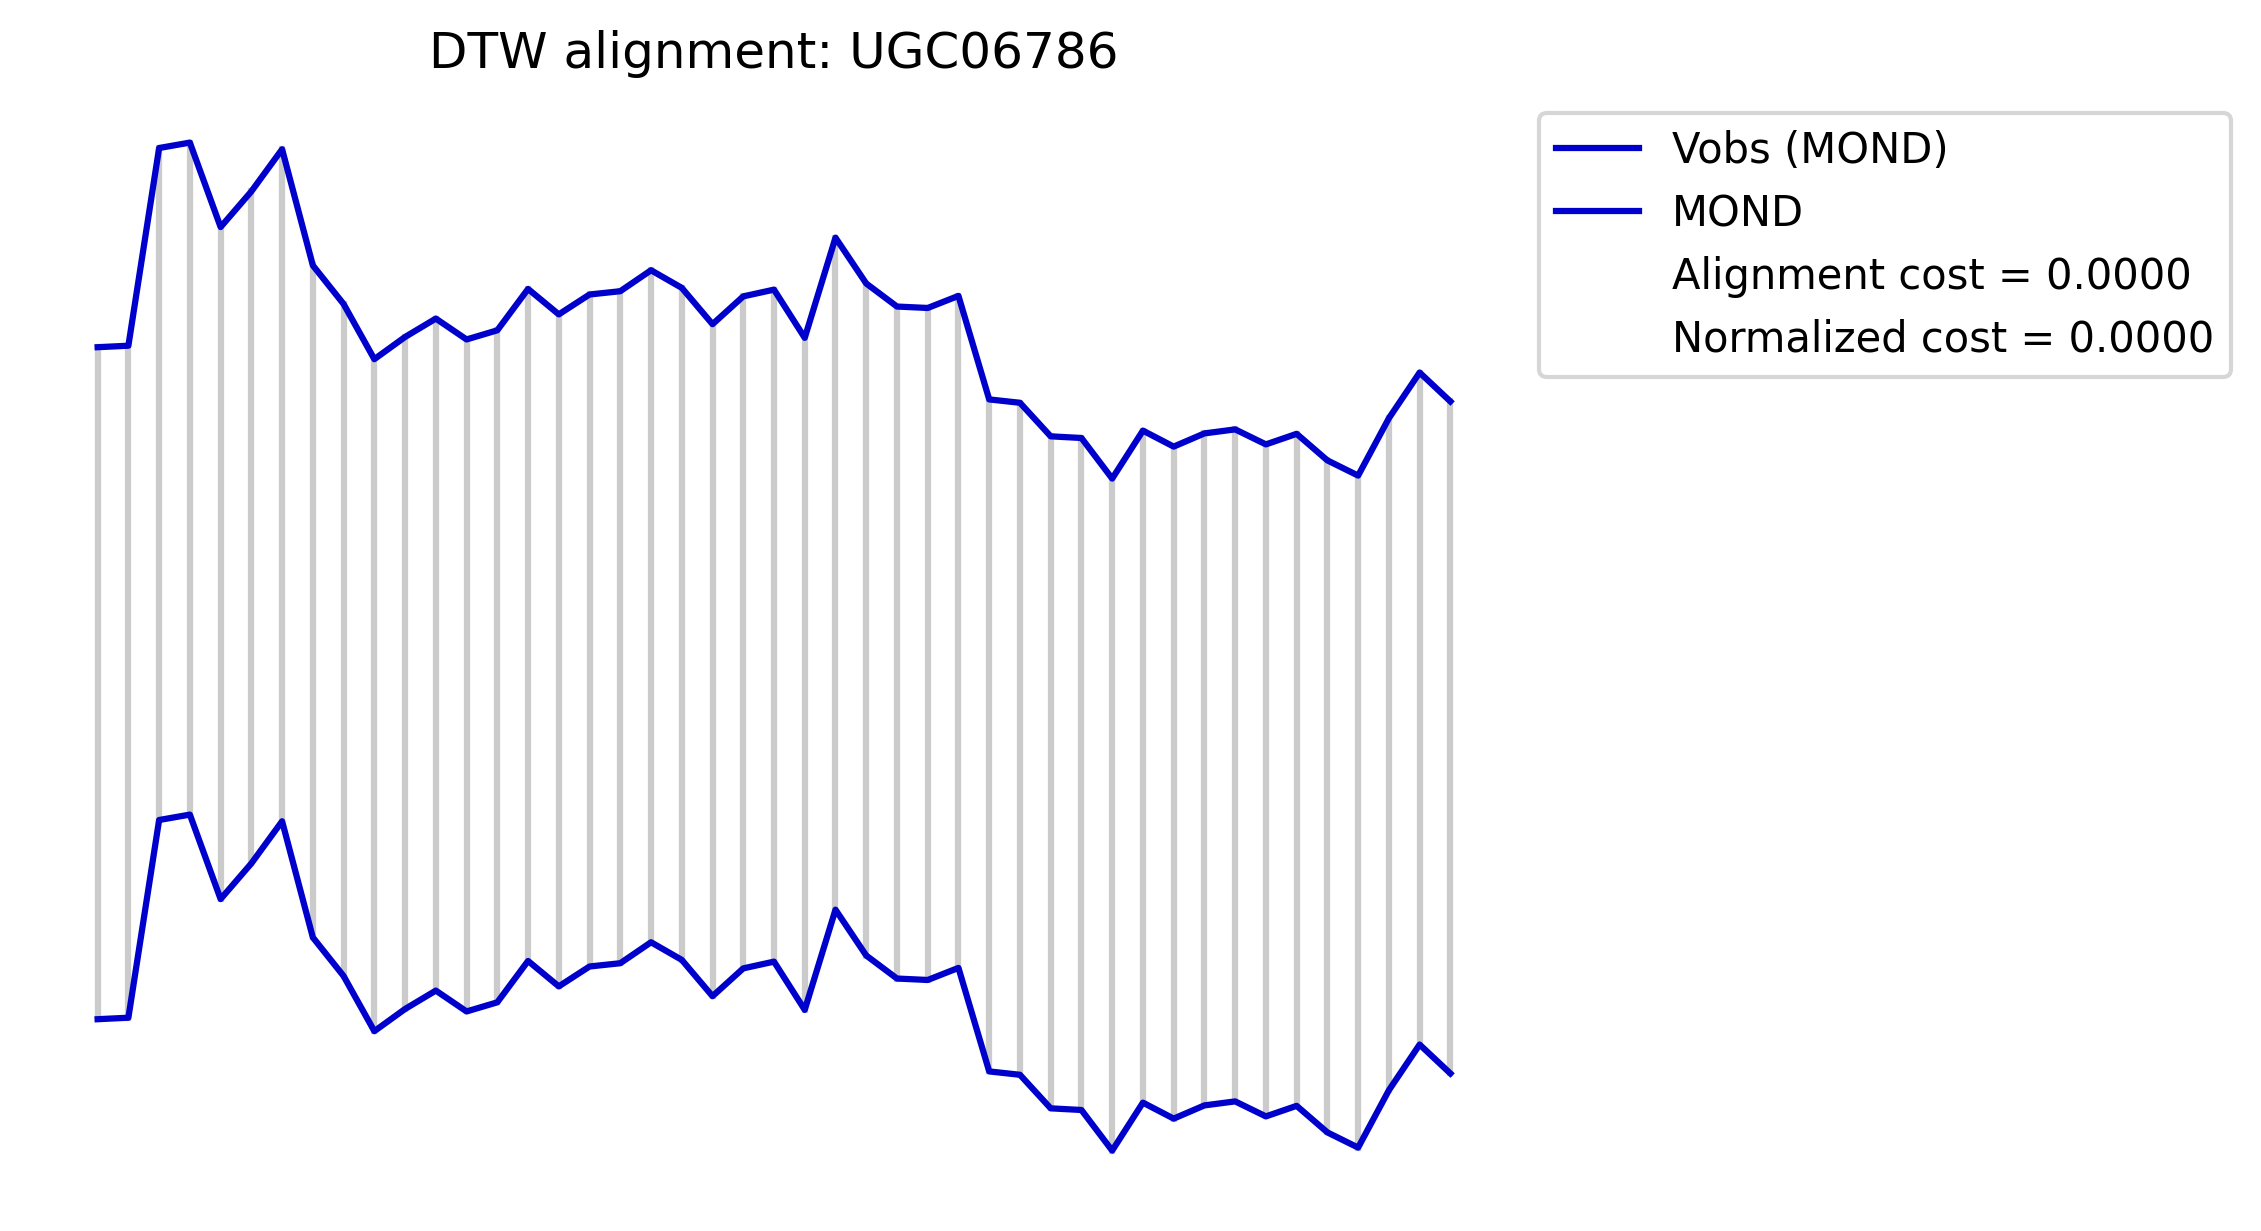 DTW alignment: UGC06786
Vobs (MOND)
MOND
Alignment cost = 0.0000
Normalized cost = 0.0000